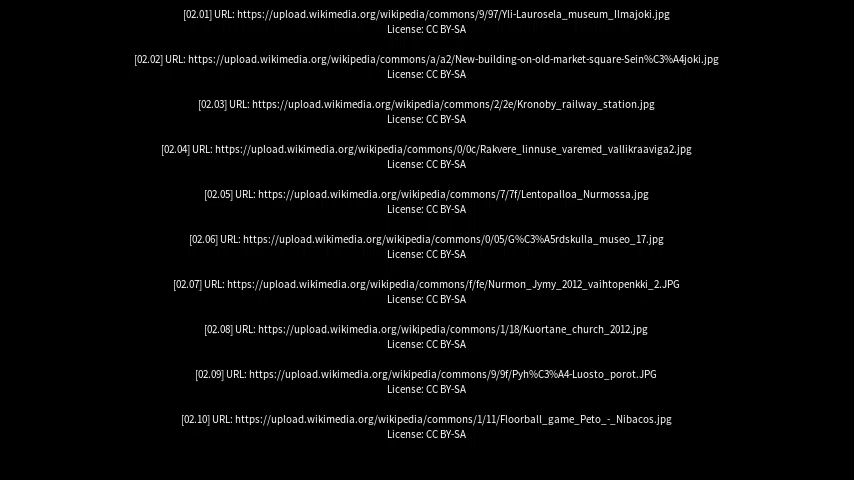 [02.01] URL: https://upload.wikimedia.org/wikipedia/commons/9/97/Yli-Laurosela_museum_Ilmajoki.jpg
License: CC BY-SA
[02.02] URL: https://upload.wikimedia.org/wikipedia/commons/a/a2/New-building-on-old-market-square-Sein%C3%A4joki.jpg
License: CC BY-SA
[02.03] URL: https://upload.wikimedia.org/wikipedia/commons/2/2e/Kronoby_railway_station.jpg
License: CC BY-SA
[02.04] URL: https://upload.wikimedia.org/wikipedia/commons/0/0c/Rakvere_linnuse_varemed_vallikraaviga2.jpg
License: CC BY-SA
[02.05] URL: https://upload.wikimedia.org/wikipedia/commons/7/7f/Lentopalloa_Nurmossa.jpg
License: CC BY-SA
[02.06] URL: https://upload.wikimedia.org/wikipedia/commons/0/05/G%C3%A5rdskulla_museo_17.jpg
License: CC BY-SA
[02.07] URL: https://upload.wikimedia.org/wikipedia/commons/f/fe/Nurmon_Jymy_2012_vaihtopenkki_2.JPG
License: CC BY-SA
[02.08] URL: https://upload.wikimedia.org/wikipedia/commons/1/18/Kuortane_church_2012.jpg
License: CC BY-SA
[02.09] URL: https://upload.wikimedia.org/wikipedia/commons/9/9f/Pyh%C3%A4-Luosto_porot.JPG
License: CC BY-SA
[02.10] URL: https://upload.wikimedia.org/wikipedia/commons/1/11/Floorball_game_Peto_-_Nibacos.jpg
License: CC BY-SA